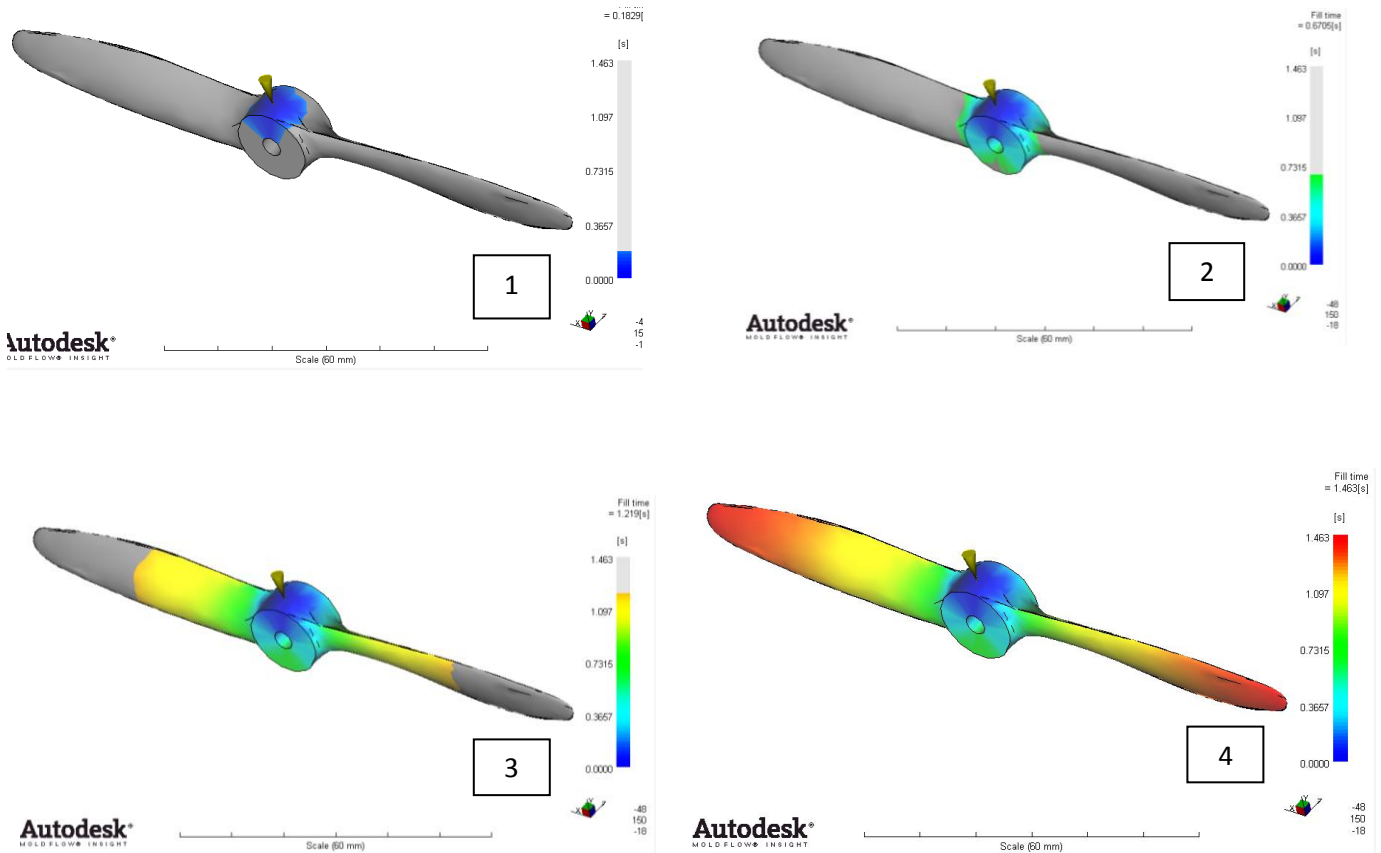 = 0.1829[
[s]
1.463
1.097
0.7315
0.3657
0.0000
1
-4
15
-1
Autodesk®
OLDFLOW® INSIGHT
Scale (60 mm)
Fill time
= 0.6705[s]
[s]
1.463
1.097
0.7315
0.3657
0.0000
2
-48
150
-18
Autodesk®
MOLDFLOW® INSIGHT
Scale (60 mm)
Fill time
= 1.219[s]
[s]
1.463
1.097
0.7315
0.3657
0.0000
3
-48
150
-18
Autodesk®
MOLDFLOW® INSIGHT
Scale (60 mm)
Fill time
= 1.463[s]
[s]
1.463
1.097
0.7315
0.3657
0.0000
4
-48
150
-18
Autodesk®
MOLDFLOW® INSIGHT
Scale (60 mm)